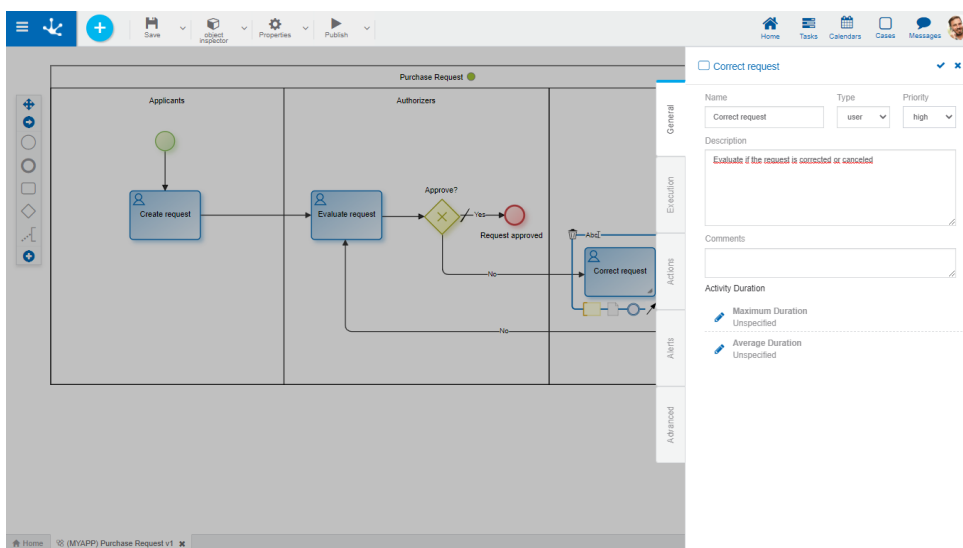 Save
object inspector
Properties
Publish
Home
Tasks
Calendars
Cases
Messages
Purchase Request
Applicants
Authorizers
Create request
Evaluate request
Approve?
Yes
Request approved
Abc
Correct request
No
No
General
Execution
Actions
Alerts
Advanced
Correct request
Name
Type
Priority
Correct request
user
high
Description
Evaluate if the request is corrected or canceled
Comments
Activity Duration
Maximum Duration
Unspecified
Average Duration
Unspecified
Home
(MYAPP) Purchase Request v1